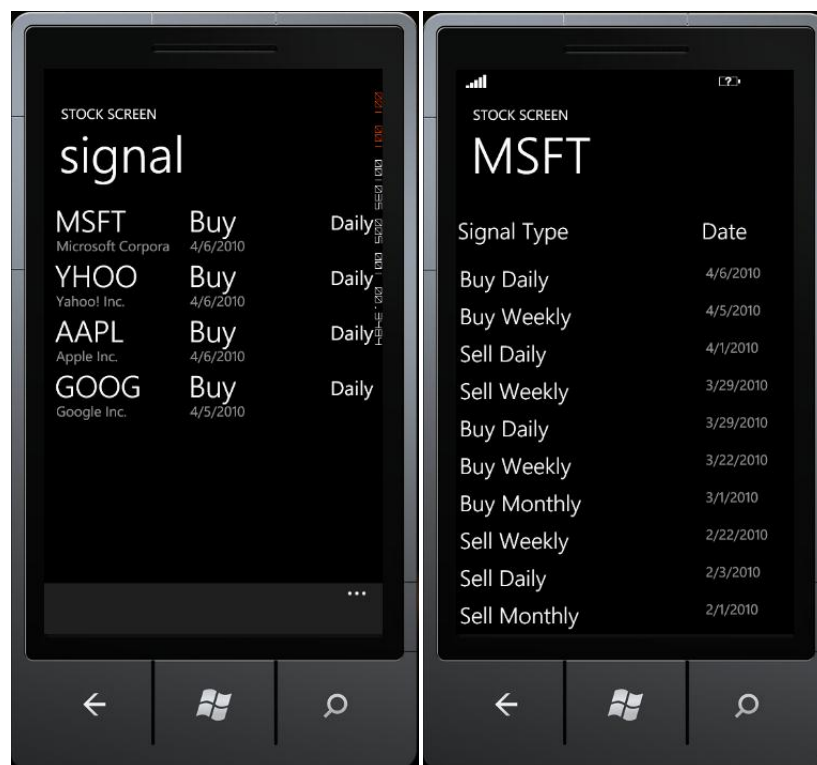 STOCK SCREEN
signal
MSFT Buy Daily
Microsoft Corpora 4/6/2010
YHOO Buy Daily
Yahoo! Inc. 4/6/2010
AAPL Buy Daily
Apple Inc. 4/6/2010
GOOG Buy Daily
Google Inc. 4/5/2010
STOCK SCREEN
MSFT
Signal Type Date
Buy Daily 4/6/2010
Buy Weekly 4/5/2010
Sell Daily 4/1/2010
Sell Weekly 3/29/2010
Buy Daily 3/29/2010
Buy Weekly 3/22/2010
Buy Monthly 3/1/2010
Sell Weekly 2/22/2010
Sell Daily 2/3/2010
Sell Monthly 2/1/2010